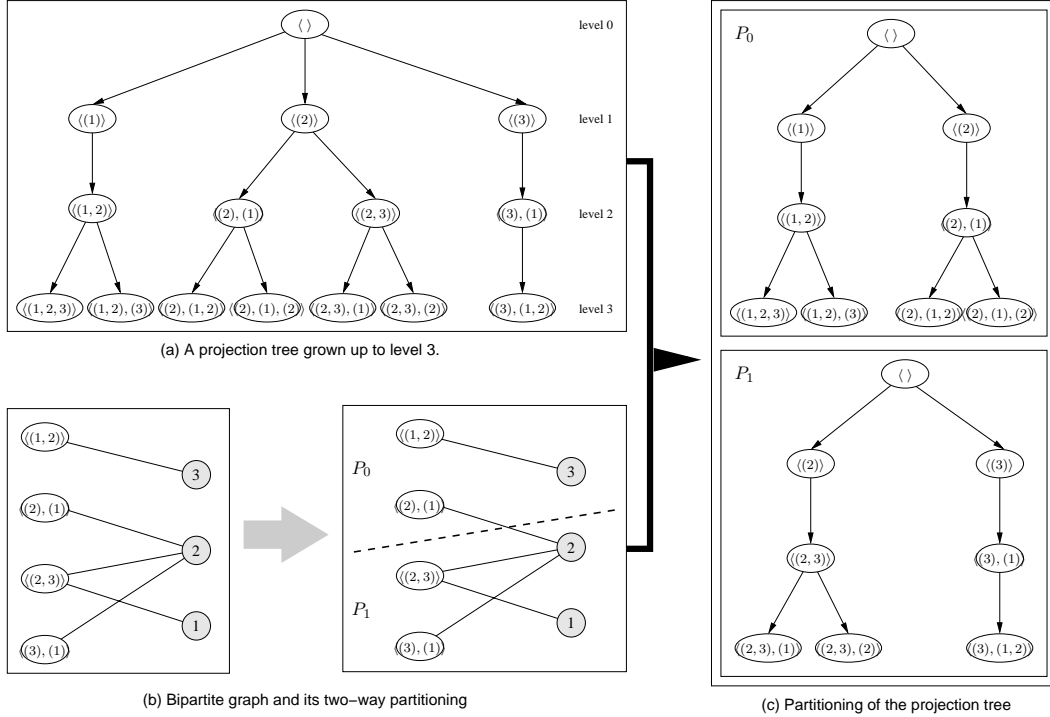 ⟨ ⟩ level 0
⟨(1)⟩ ⟨(2)⟩ ⟨(3)⟩ level 1
⟨(1, 2)⟩ ⟨(2), (1)⟩ ⟨(2, 3)⟩ ⟨(3), (1)⟩ level 2
⟨(1, 2, 3)⟩ ⟨(1, 2), (3)⟩ ⟨(2), (1, 2)⟩ ⟨(2), (1), (2)⟩ ⟨(2, 3), (1)⟩ ⟨(2, 3), (2)⟩ ⟨(3), (1, 2)⟩ level 3
(a) A projection tree grown up to level 3.
⟨(1, 2)⟩
3
⟨(2), (1)⟩
2
⟨(2, 3)⟩
1
⟨(3), (1)⟩
⟨(1, 2)⟩
P0 3
⟨(2), (1)⟩
2
⟨(2, 3)⟩
P1 1
⟨(3), (1)⟩
(b) Bipartite graph and its two−way partitioning
P0 ⟨ ⟩
⟨(1)⟩ ⟨(2)⟩
⟨(1, 2)⟩ ⟨(2), (1)⟩
⟨(1, 2, 3)⟩ ⟨(1, 2), (3)⟩ ⟨(2), (1, 2)⟩ ⟨(2), (1), (2)⟩
P1 ⟨ ⟩
⟨(2)⟩ ⟨(3)⟩
⟨(2, 3)⟩ ⟨(3), (1)⟩
⟨(2, 3), (1)⟩ ⟨(2, 3), (2)⟩ ⟨(3), (1, 2)⟩
(c) Partitioning of the projection tree